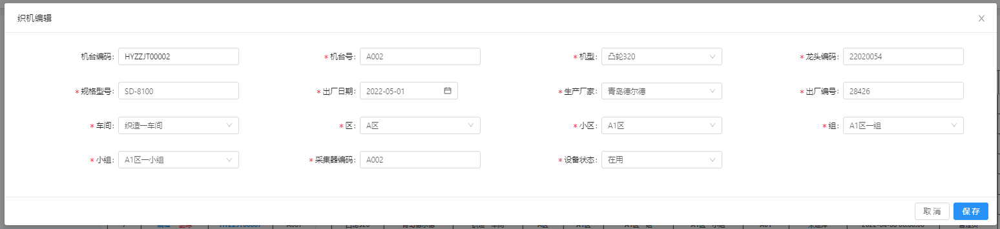 织机编辑
机台编码: HYZZJT00002 * 机台号: A002 * 机型: 凸轮320 * 龙头编码: 22020054
* 规格型号: SD-8100 * 出厂日期: 2022-05-01 * 生产厂家: 青岛德尔德 * 出厂编号: 28426
* 车间: 织造一车间 * 区: A区 * 小区: A1区 * 组: A1区一组
* 小组: A1区一小组 * 采集器编码: A002 * 设备状态: 在用
取 消 保 存